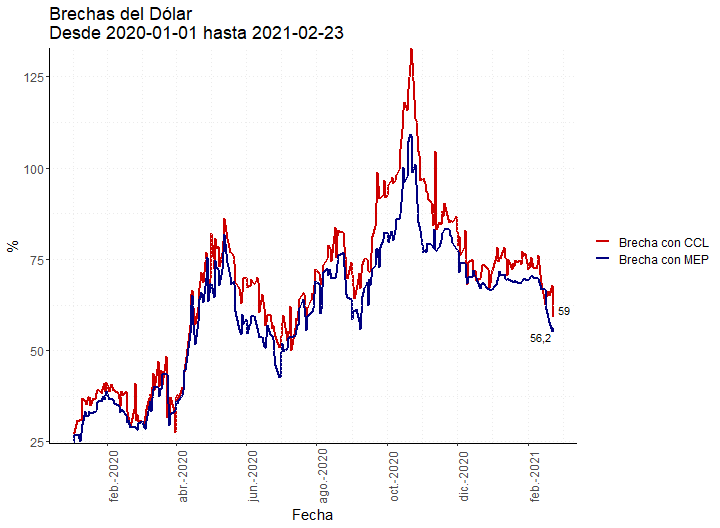 Brechas del Dólar
Desde 2020-01-01 hasta 2021-02-23
%
125
100
75
50
25
59
56,2
Brecha con CCL
Brecha con MEP
feb.-2020
abr.-2020
jun.-2020
ago.-2020
oct.-2020
dic.-2020
feb.-2021
Fecha